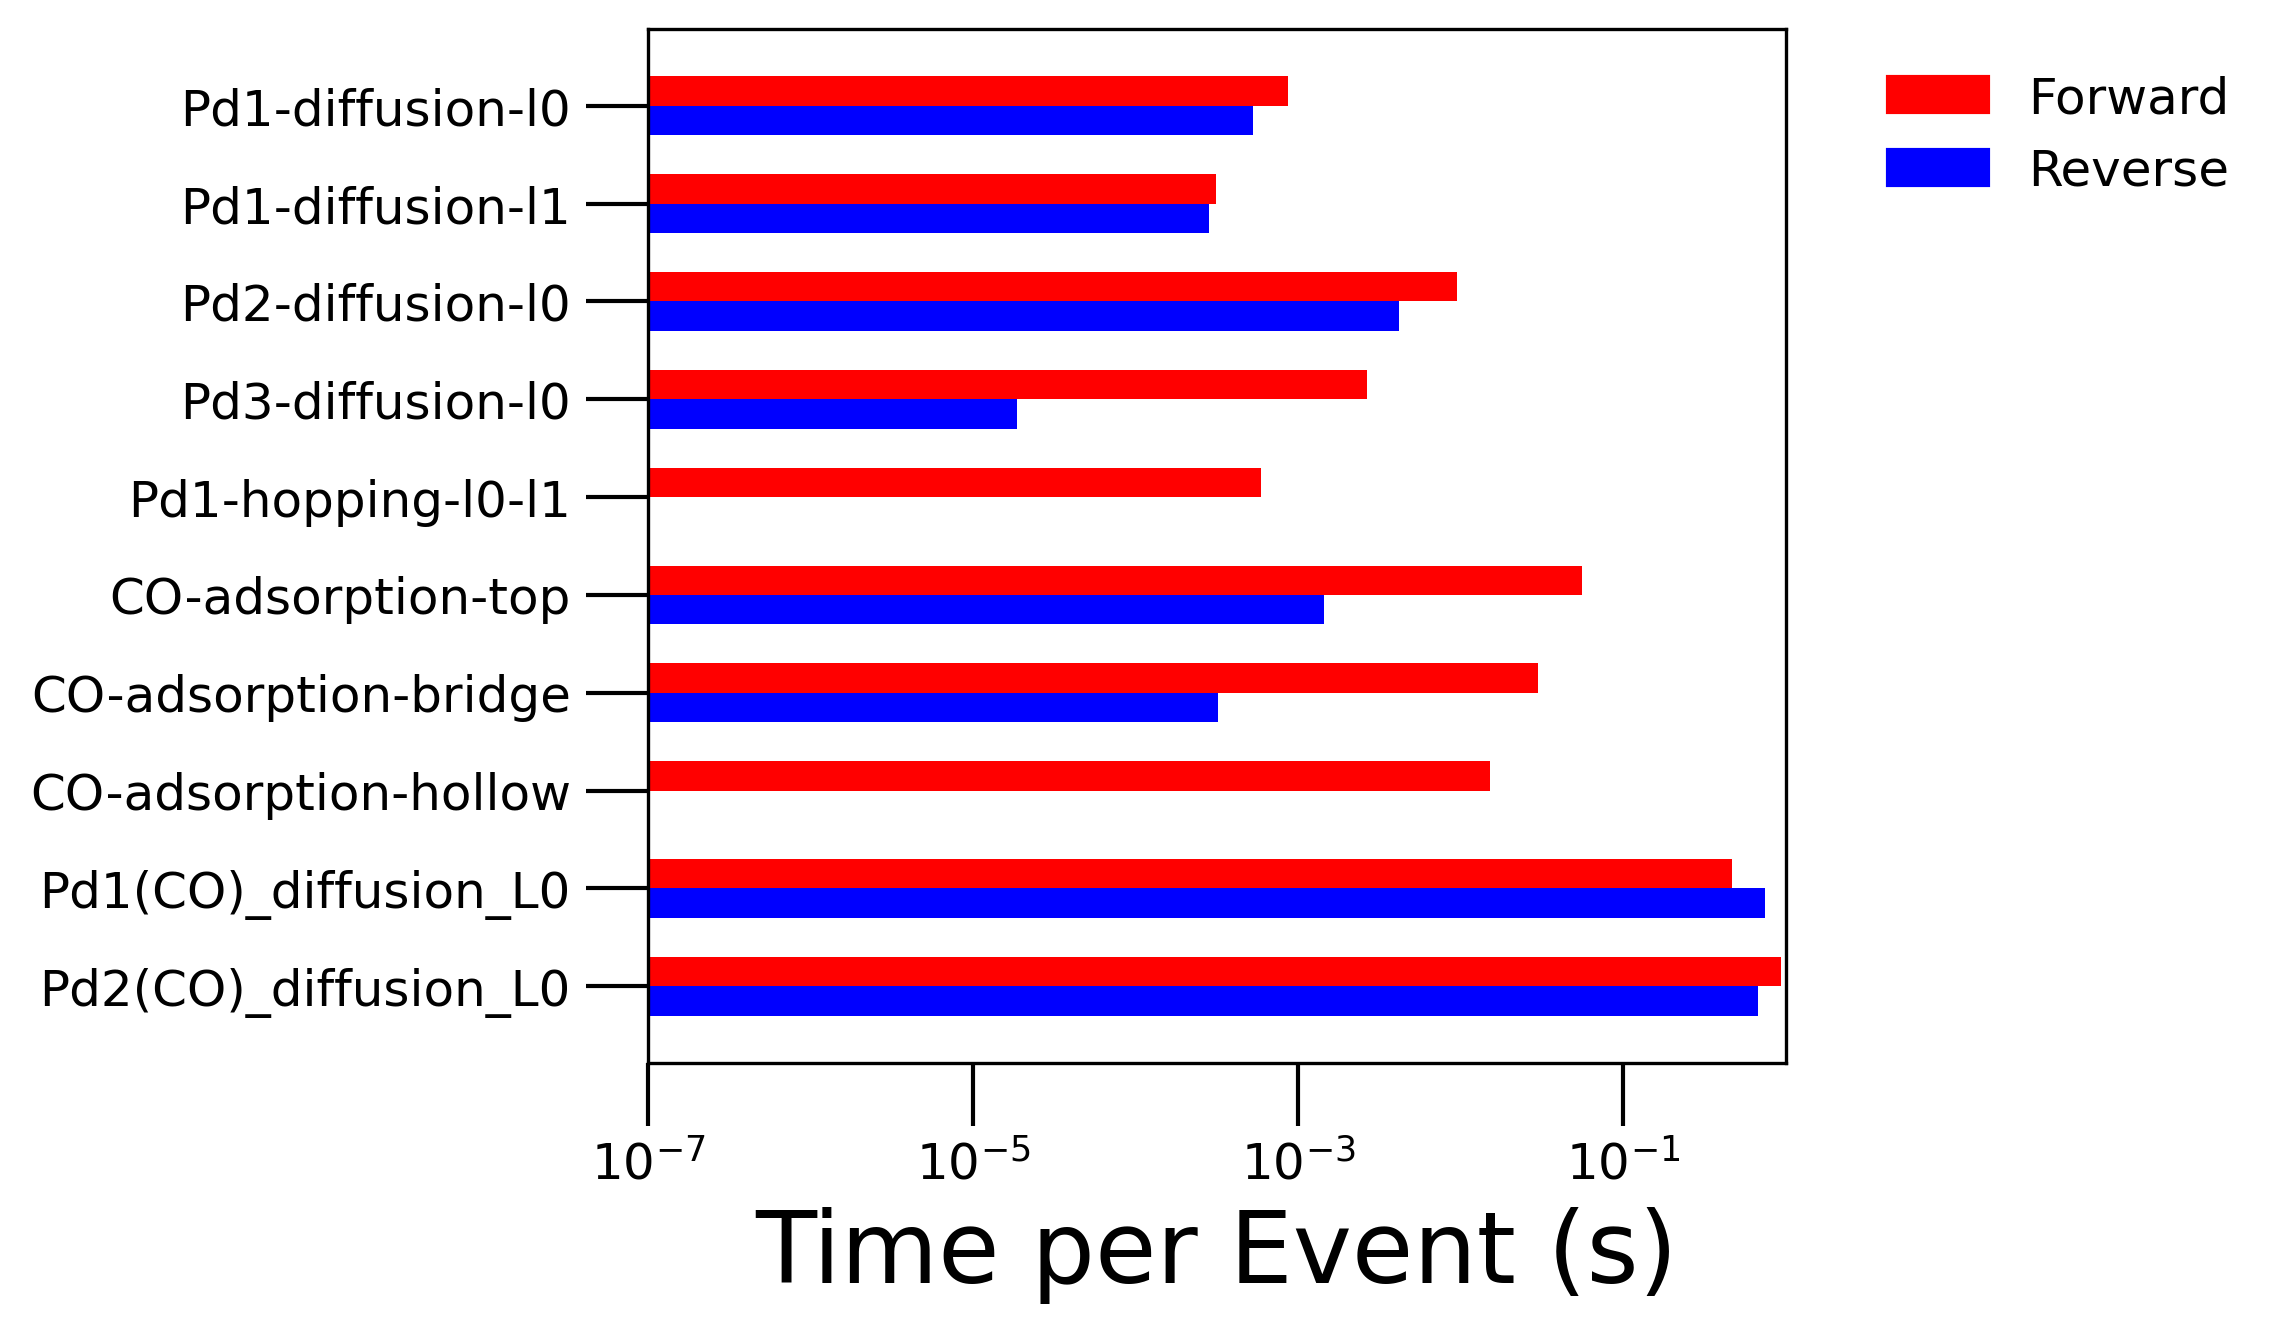 Pd1-diffusion-l0
Pd1-diffusion-l1
Pd2-diffusion-l0
Pd3-diffusion-l0
Pd1-hopping-l0-l1
CO-adsorption-top
CO-adsorption-bridge
CO-adsorption-hollow
Pd1(CO)_diffusion_L0
Pd2(CO)_diffusion_L0
10⁻⁷ 10⁻⁵ 10⁻³ 10⁻¹
Time per Event (s)
Forward
Reverse